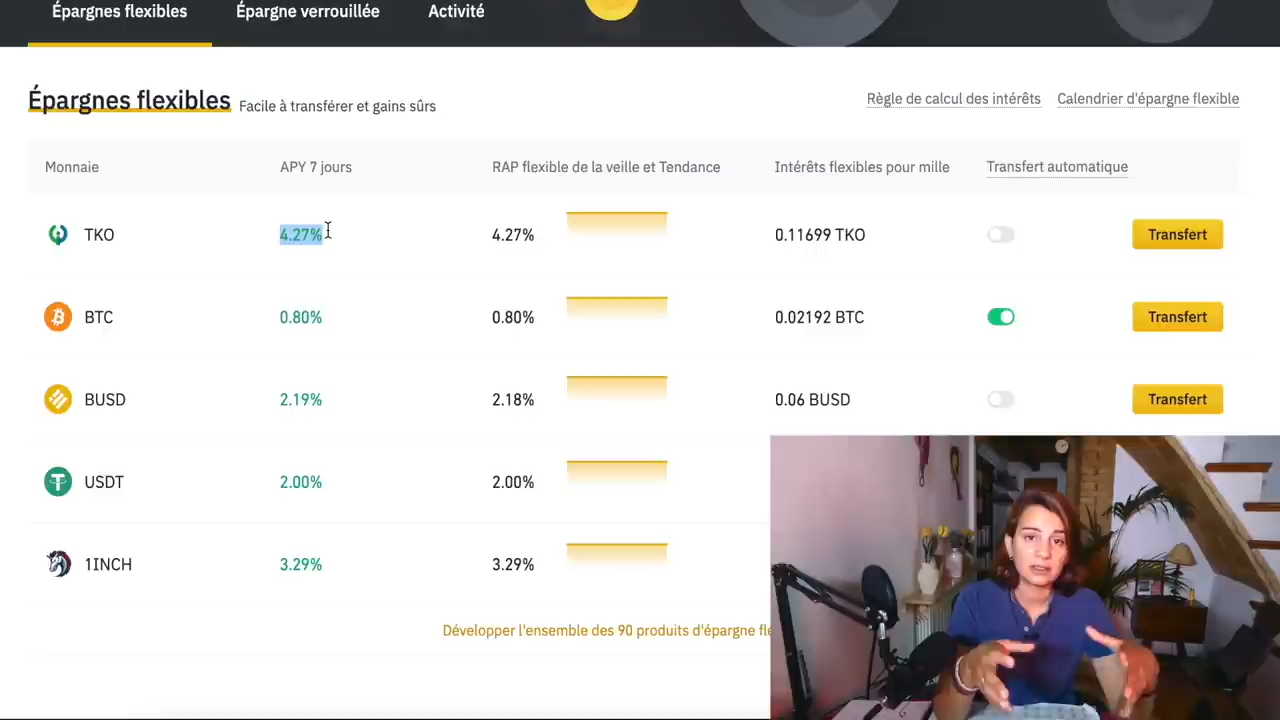 Épargnes flexibles Épargne verrouillée Activité
Épargnes flexibles Facile à transférer et gains sûrs Règle de calcul des intérêts Calendrier d'épargne flexible
Monnaie APY 7 jours RAP flexible de la veille et Tendance Intérêts flexibles pour mille Transfert automatique
TKO 4.27% 4.27% 0.11699 TKO Transfert
BTC 0.80% 0.80% 0.02192 BTC Transfert
BUSD 2.19% 2.18% 0.06 BUSD Transfert
USDT 2.00% 2.00%
1INCH 3.29% 3.29%
Développer l'ensemble des 90 produits d'épargne